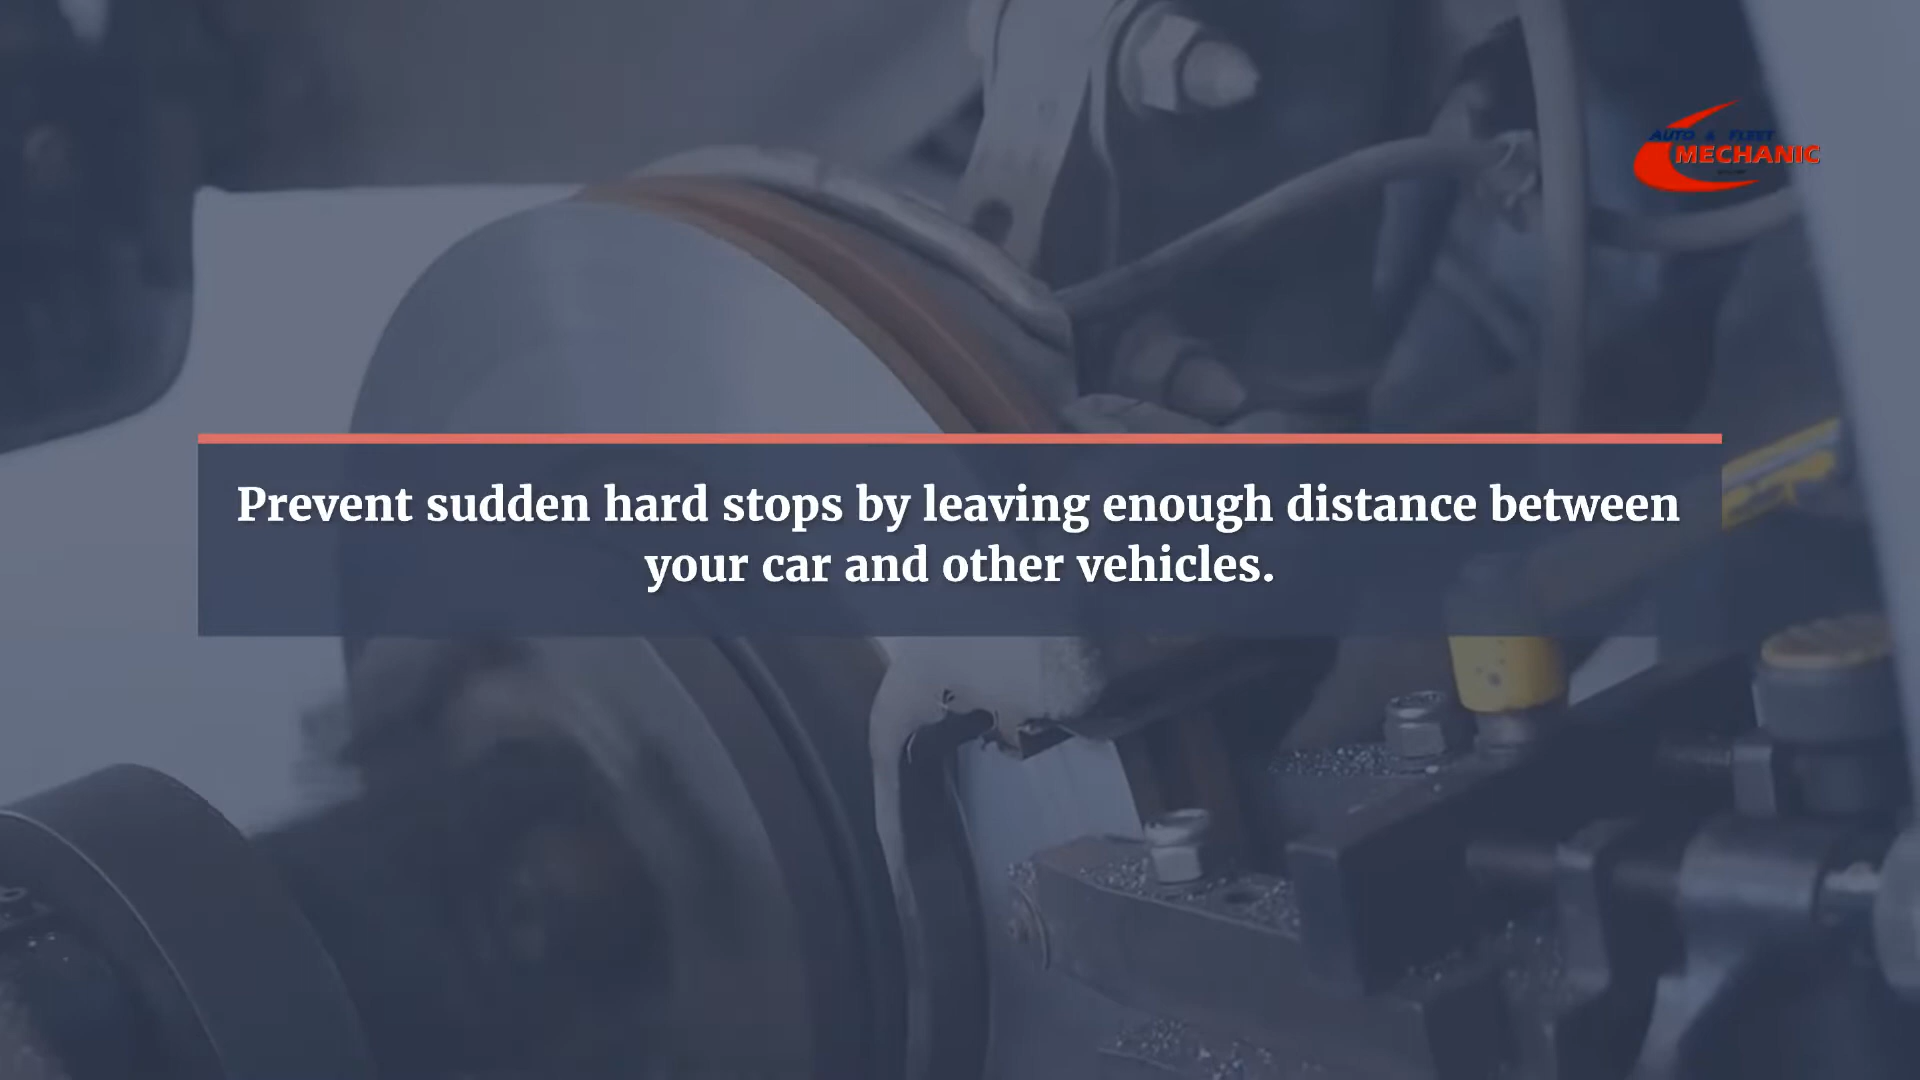 AUTO & FLEET
MECHANIC
Prevent sudden hard stops by leaving enough distance between
your car and other vehicles.